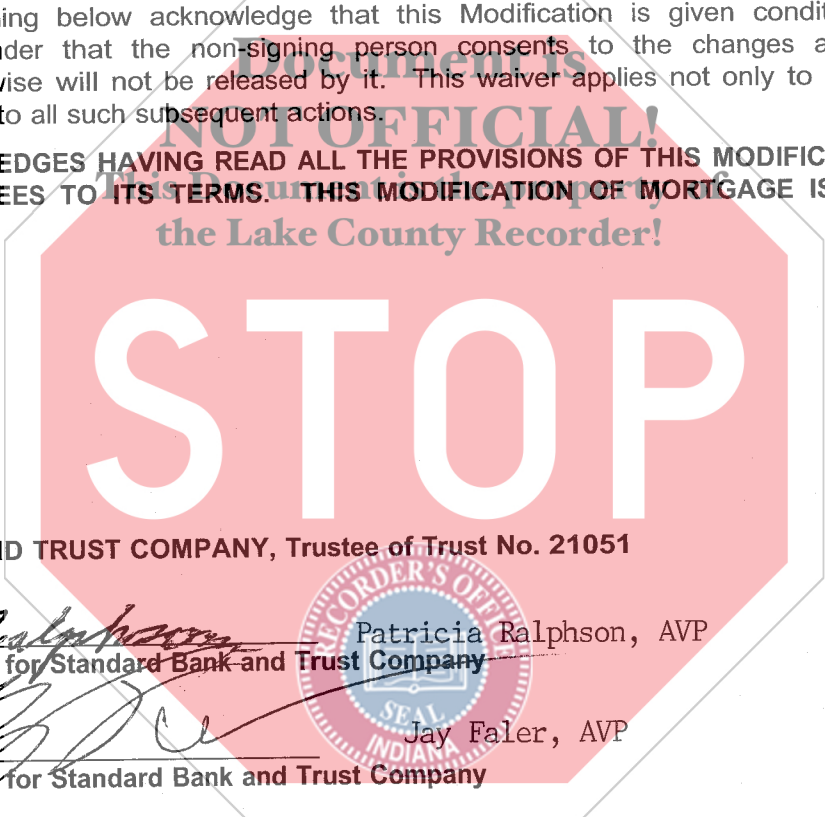 ing below acknowledge that this Modification is given condit
der that the non-signing person consents to the changes a
ise will not be released by it. This waiver applies not only to
to all such subsequent actions.
Document is
NOT OFFICIAL!
EDGES HAVING READ ALL THE PROVISIONS OF THIS MODIFIC
EES TO ITS TERMS. THIS MODIFICATION OF MORTGAGE IS
This Document is the property of
the Lake County Recorder!
STOP
D TRUST COMPANY, Trustee of Trust No. 21051
Patricia Ralphson, AVP
for Standard Bank and Trust Company
RECORDER'S OFFICE
SEAL
INDIANA
Jay Faler, AVP
for Standard Bank and Trust Company